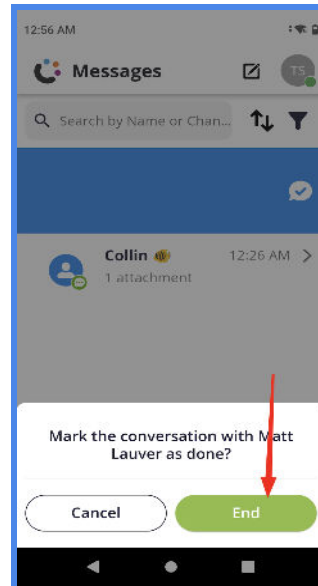 12:56 AM
Messages
TS
Search by Name or Chan...
Collin 12:26 AM
1 attachment
Mark the conversation with Matt
Lauver as done?
Cancel End